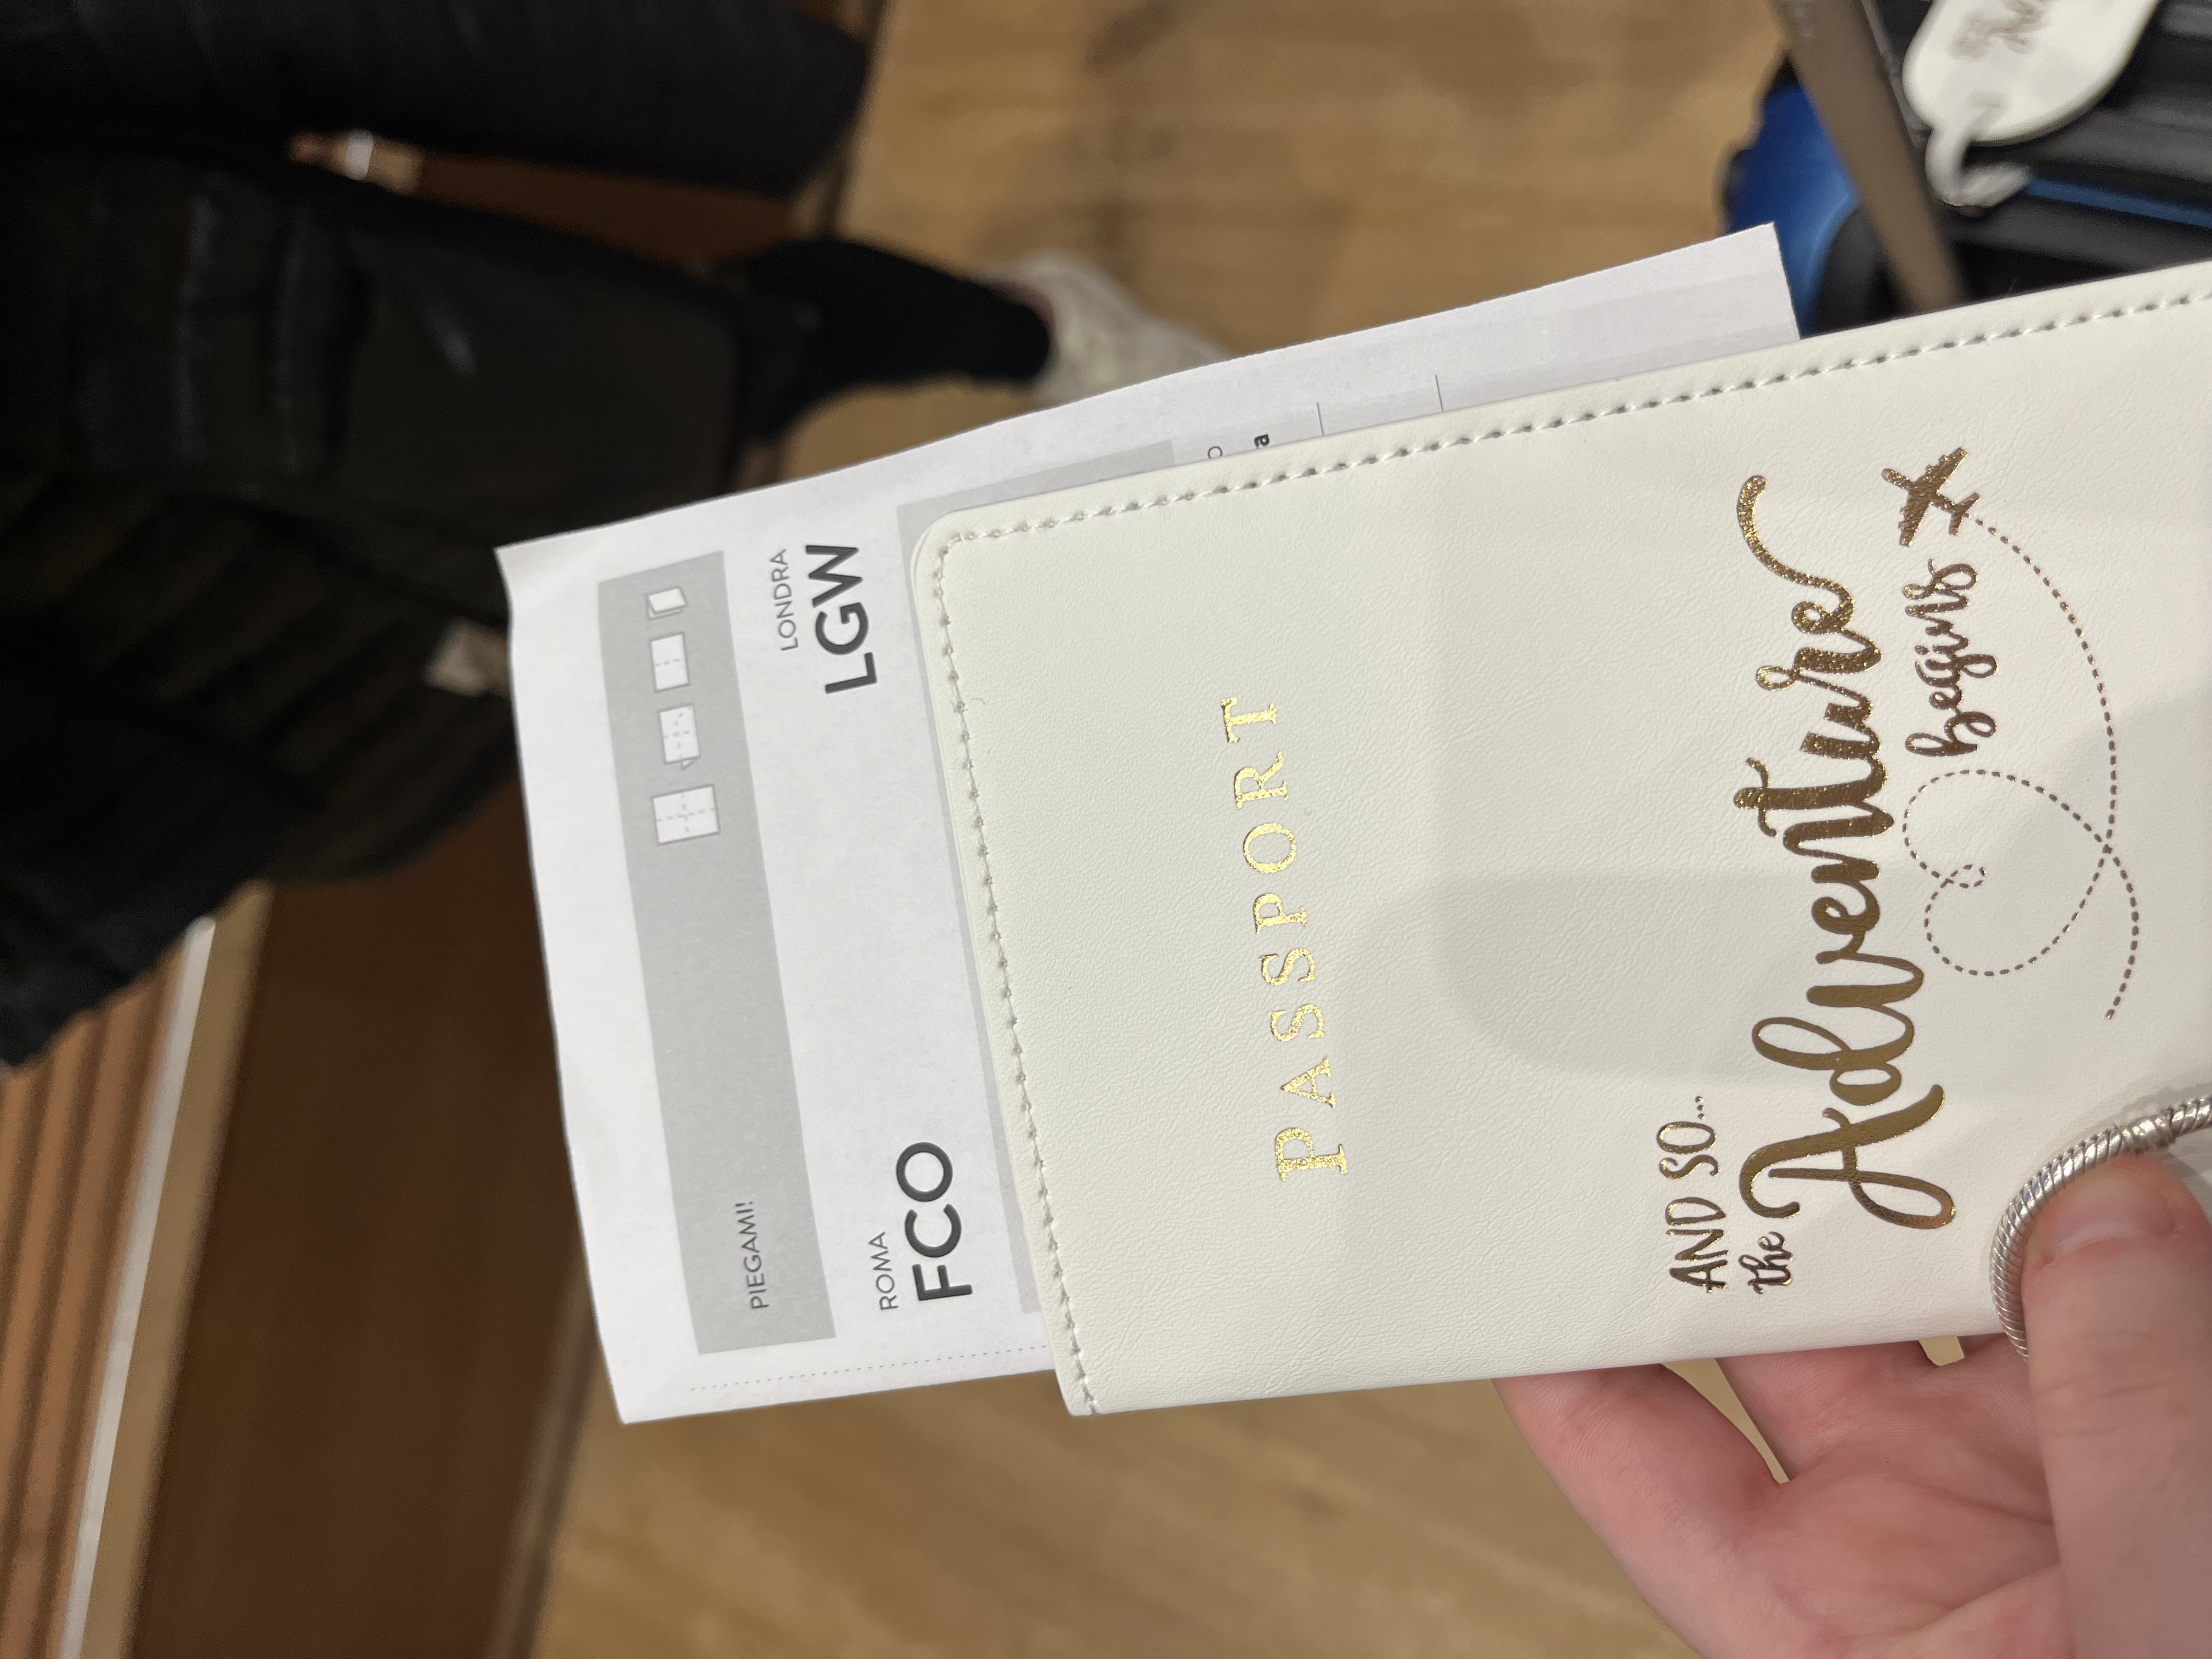 PIEGAMI!
ROMA
FCO
LONDRA
LGW
PASSPORT
AND SO...
the Adventure
begins